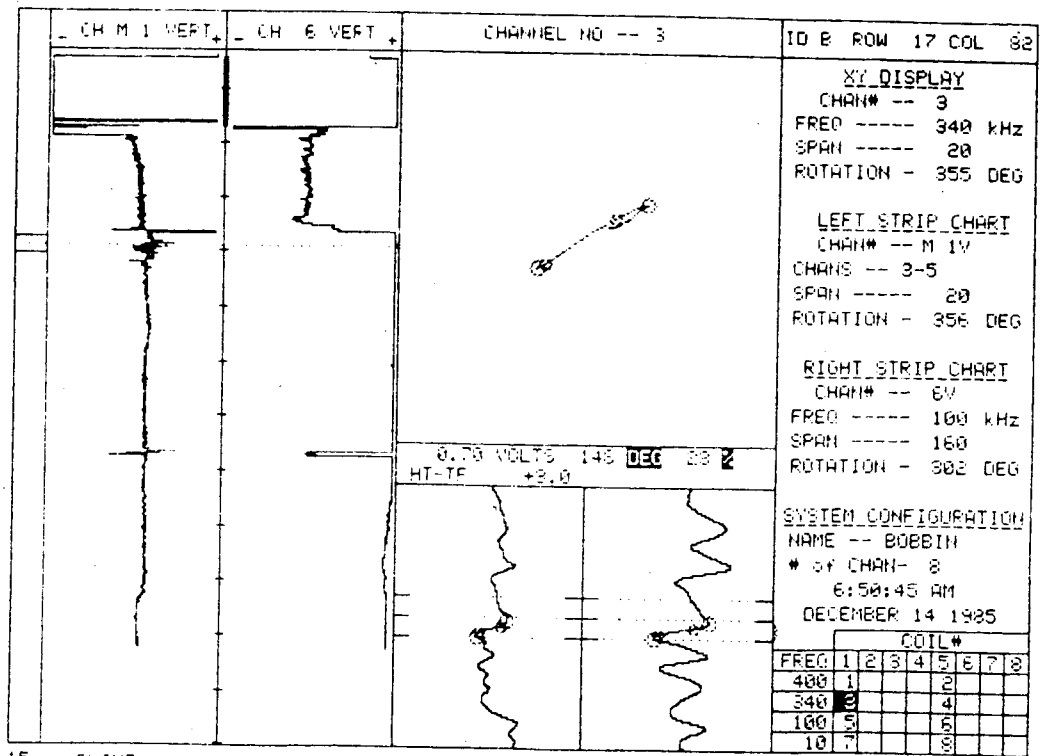 - CH M 1 VERT +
- CH 6 VERT +
CHANNEL NO -- 3
ID B ROW 17 COL 82
XY DISPLAY
CHAN# -- 3
FREQ ----- 340 kHz
SPAN ----- 20
ROTATION - 355 DEG
LEFT STRIP CHART
CHAN# -- M 1V
CHANS -- 3-5
SPAN ----- 20
ROTATION - 356 DEG
RIGHT STRIP CHART
CHAN# -- 6V
FREQ ----- 100 kHz
SPAN ----- 160
ROTATION - 302 DEG
0.70 VOLTS DEG %
+3.0
SYSTEM CONFIGURATION
NAME -- BOBBIN
# of CHAN- 8
6:50:45 AM
DECEMBER 14 1985
COIL#
FREQ 1 2 3 4 5 6 7 8
400 1 2
340 3 4
100 5 6
10 7 8